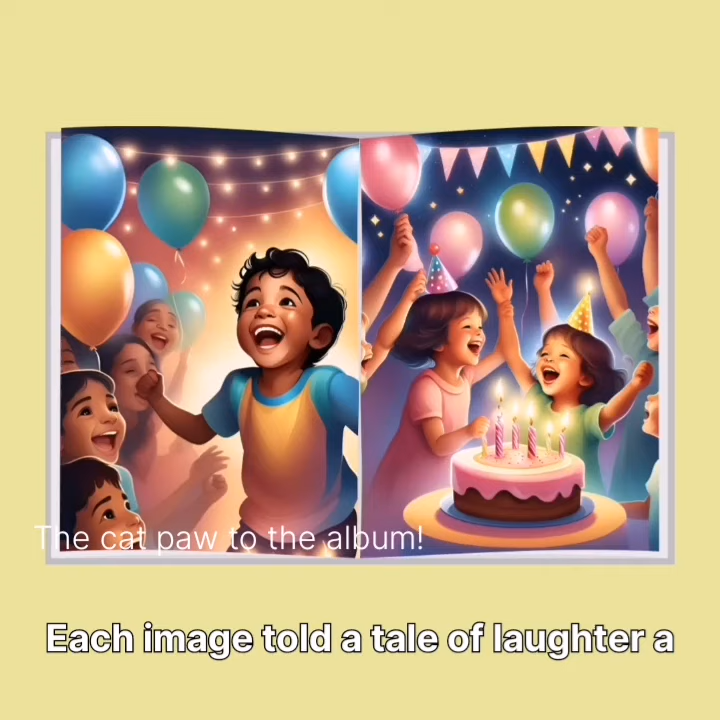 The cat paw to the album!
Each image told a tale of laughter a